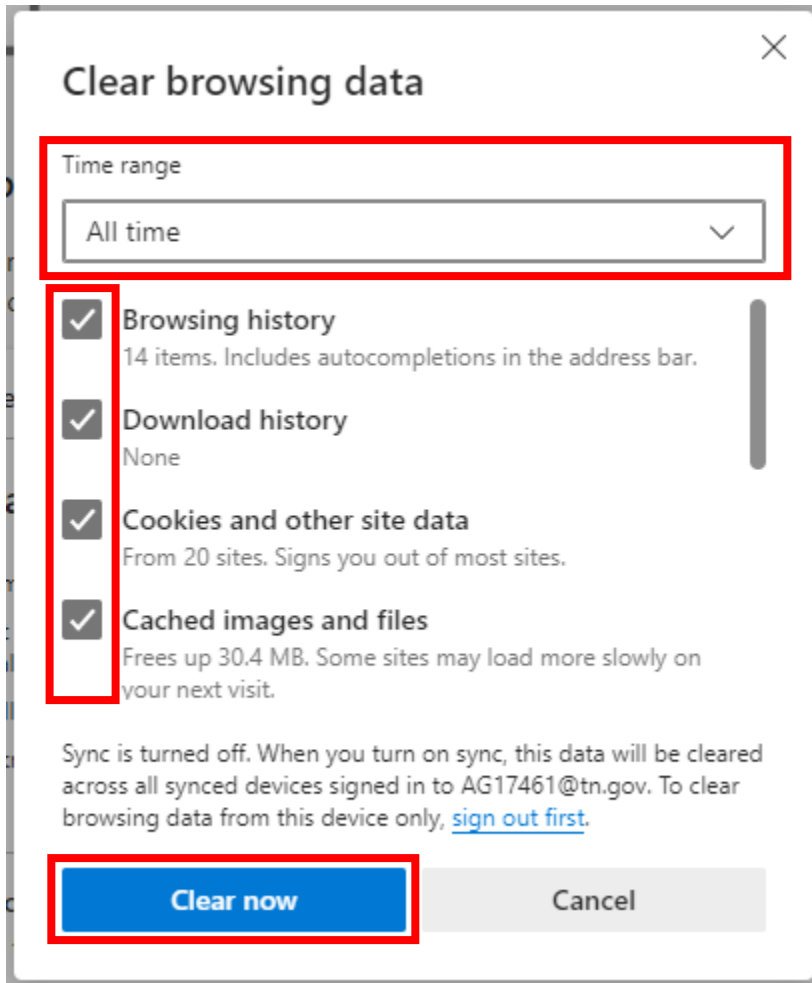 Clear browsing data
Time range
All time
Browsing history
14 items. Includes autocompletions in the address bar.
Download history
None
Cookies and other site data
From 20 sites. Signs you out of most sites.
Cached images and files
Frees up 30.4 MB. Some sites may load more slowly on
your next visit.
Sync is turned off. When you turn on sync, this data will be cleared
across all synced devices signed in to AG17461@tn.gov. To clear
browsing data from this device only, sign out first.
Clear now
Cancel